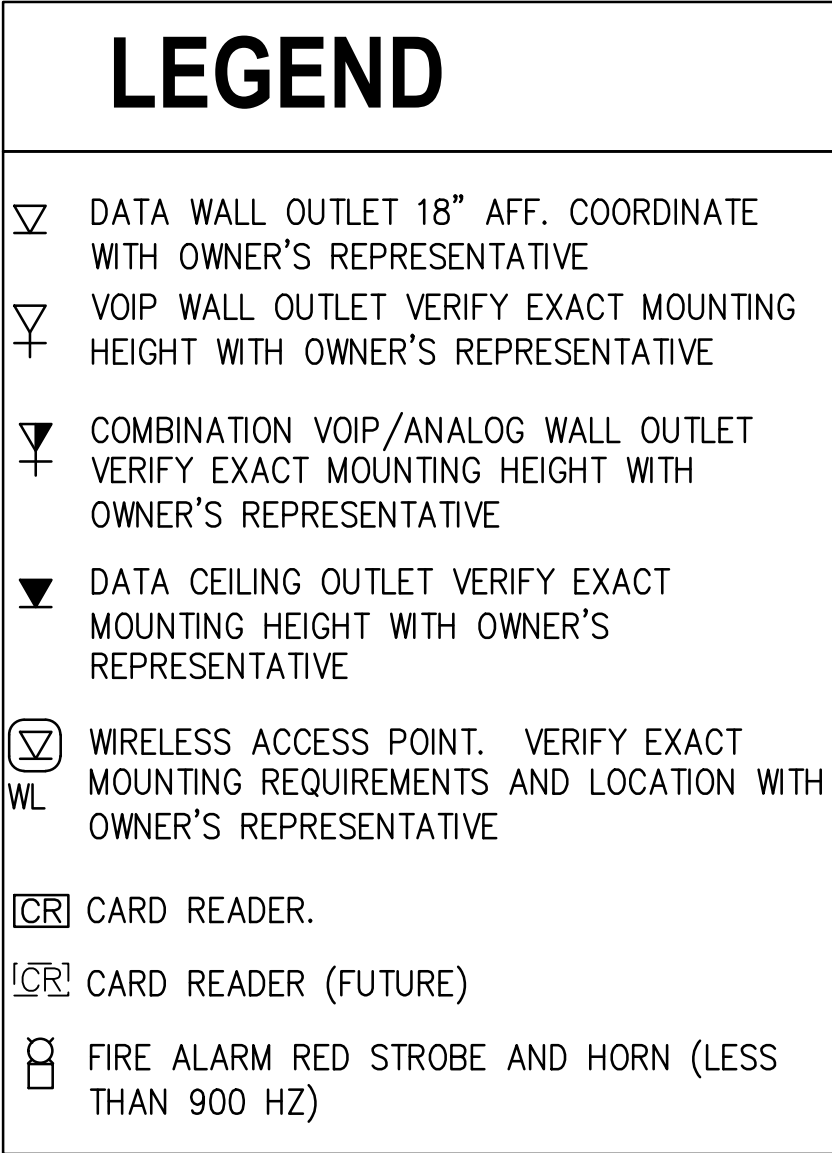 LEGEND
DATA WALL OUTLET 18" AFF. COORDINATE
WITH OWNER'S REPRESENTATIVE
VOIP WALL OUTLET VERIFY EXACT MOUNTING
HEIGHT WITH OWNER'S REPRESENTATIVE
COMBINATION VOIP/ANALOG WALL OUTLET
VERIFY EXACT MOUNTING HEIGHT WITH
OWNER'S REPRESENTATIVE
DATA CEILING OUTLET VERIFY EXACT
MOUNTING HEIGHT WITH OWNER'S
REPRESENTATIVE
WIRELESS ACCESS POINT. VERIFY EXACT
WL MOUNTING REQUIREMENTS AND LOCATION WITH
OWNER'S REPRESENTATIVE
CR CARD READER.
CR CARD READER (FUTURE)
FIRE ALARM RED STROBE AND HORN (LESS
THAN 900 HZ)